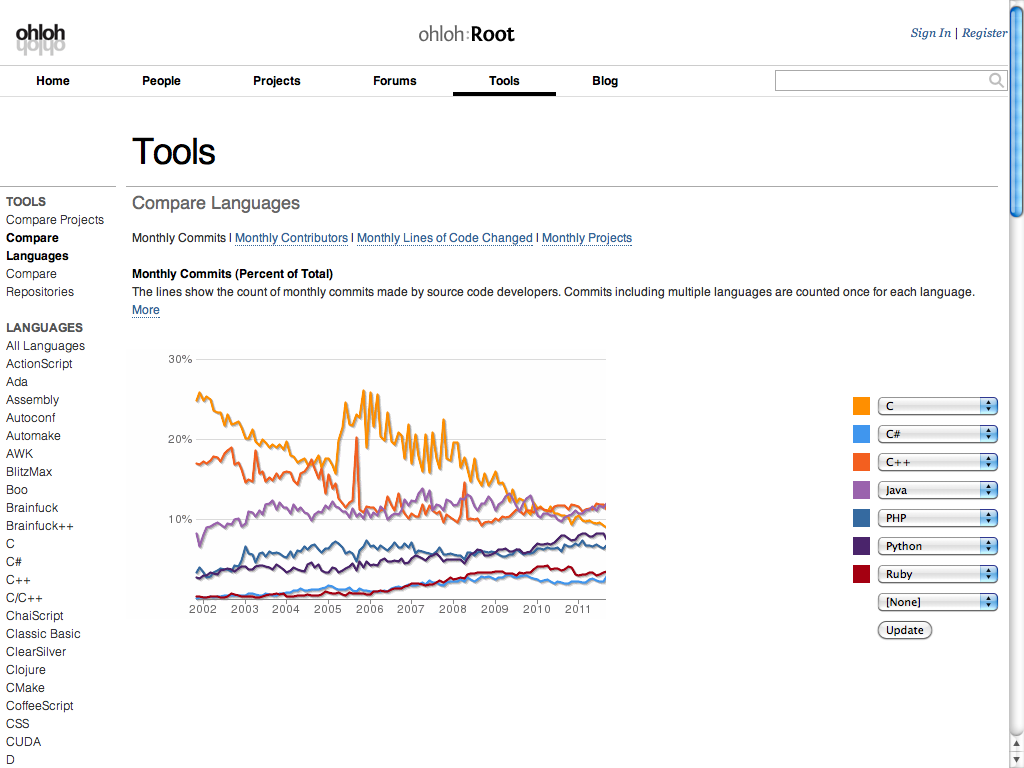 ohloh
ohloh:Root
Sign In | Register
Home People Projects Forums Tools Blog
Tools
TOOLS
Compare Projects
Compare
Languages
Compare
Repositories
LANGUAGES
All Languages
ActionScript
Ada
Assembly
Autoconf
Automake
AWK
BlitzMax
Boo
Brainfuck
Brainfuck++
C
C#
C++
C/C++
ChaiScript
Classic Basic
ClearSilver
Clojure
CMake
CoffeeScript
CSS
CUDA
D
Compare Languages
Monthly Commits | Monthly Contributors | Monthly Lines of Code Changed | Monthly Projects
Monthly Commits (Percent of Total)
The lines show the count of monthly commits made by source code developers. Commits including multiple languages are counted once for each language.
More
30%
20%
10%
2002 2003 2004 2005 2006 2007 2008 2009 2010 2011
C
C#
C++
Java
PHP
Python
Ruby
[None]
Update